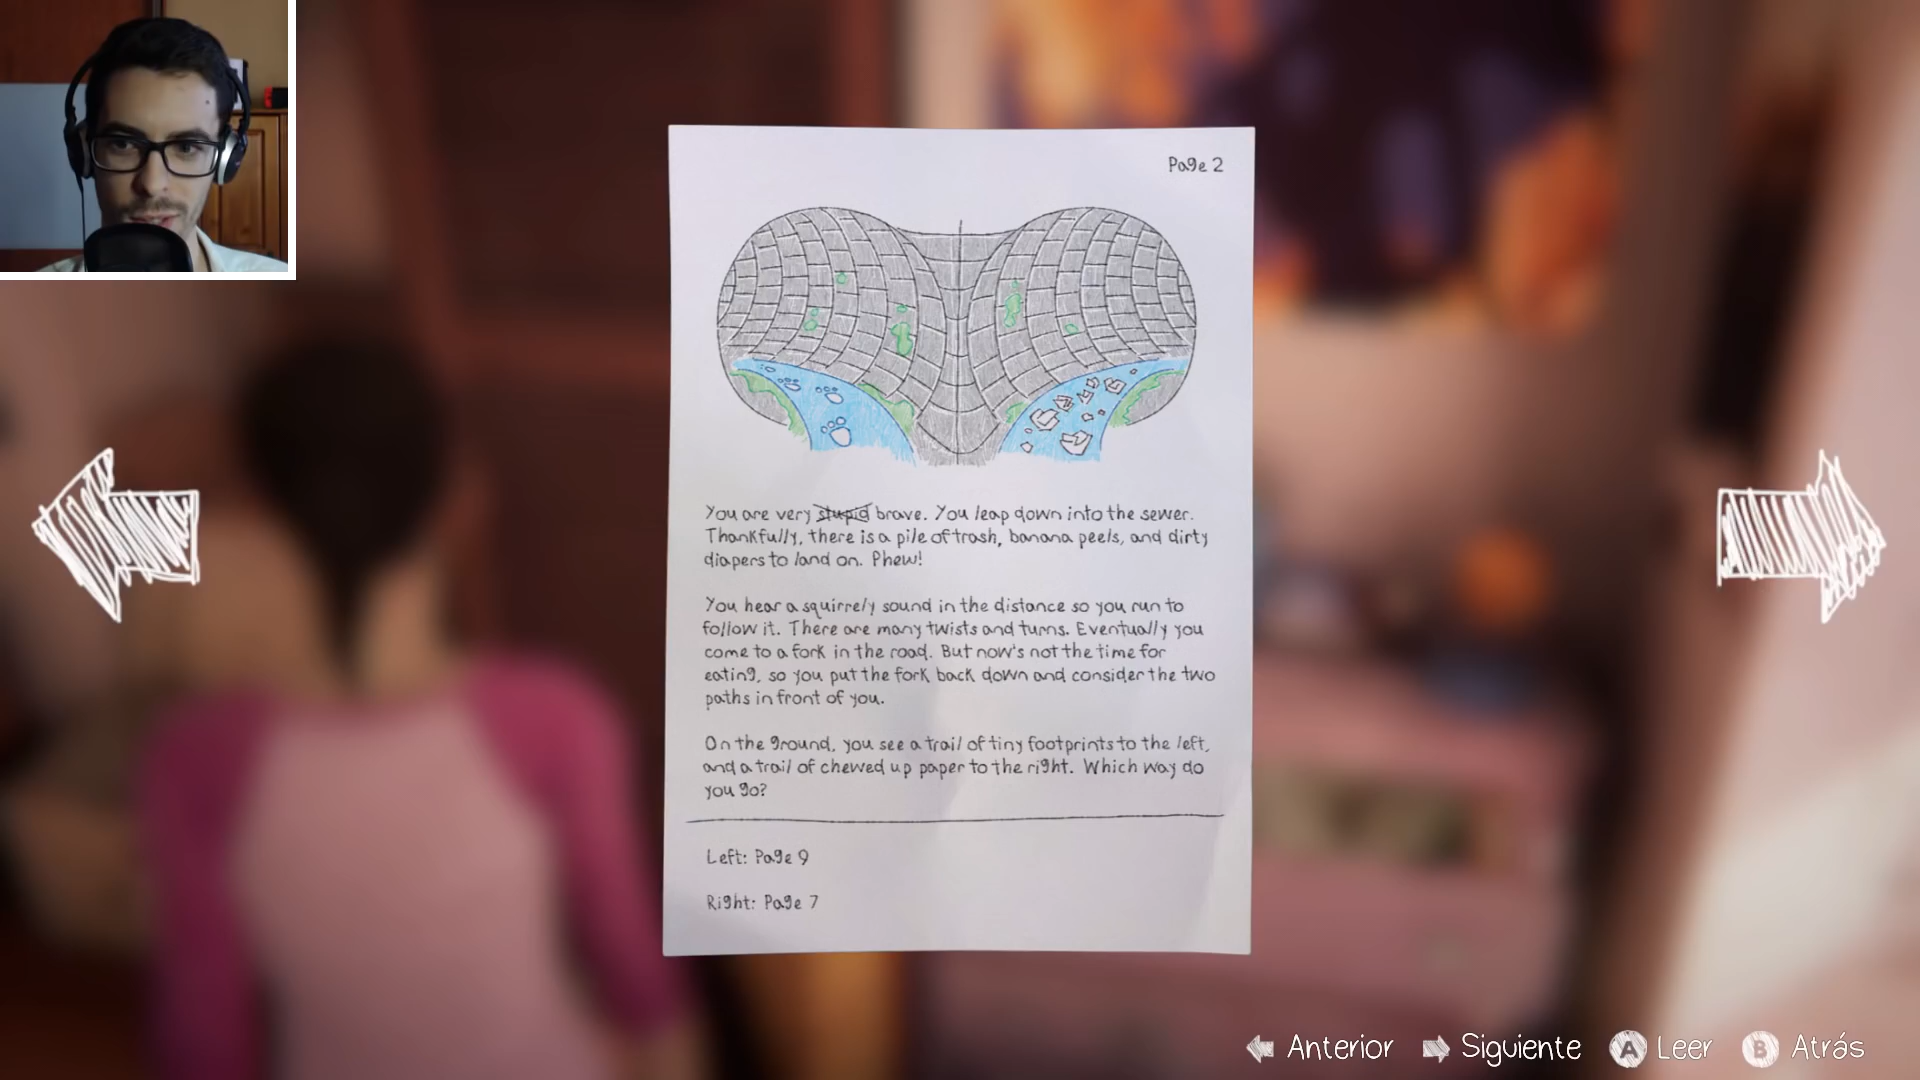 Page 2
You are very stupid brave. You leap down into the sewer.
Thankfully, there is a pile of trash, banana peels, and dirty
diapers to land on. Phew!
You hear a squirrely sound in the distance so you run to
follow it. There are many twists and turns. Eventually you
come to a fork in the road. But now's not the time for
eating, so you put the fork back down and consider the two
paths in front of you.
On the ground, you see a trail of tiny footprints to the left,
and a trail of chewed up paper to the right. Which way do
you go?
Left: Page 9
Right: Page 7
Anterior Siguiente A Leer B Atrás